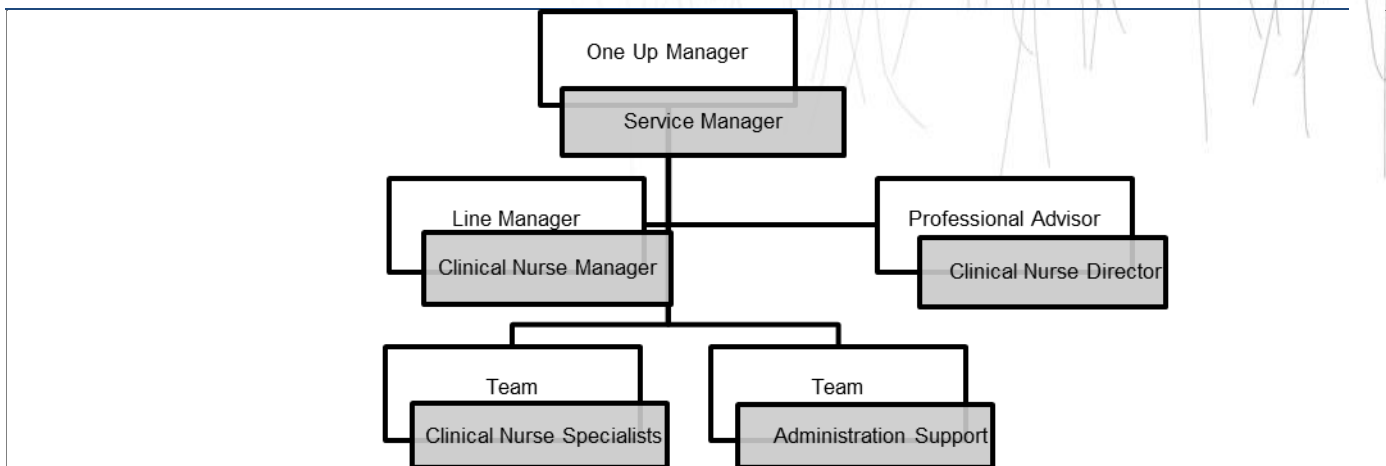 One Up Manager
Service Manager
Line Manager
Professional Advisor
Clinical Nurse Manager
Clinical Nurse Director
Team
Team
Clinical Nurse Specialists
Administration Support